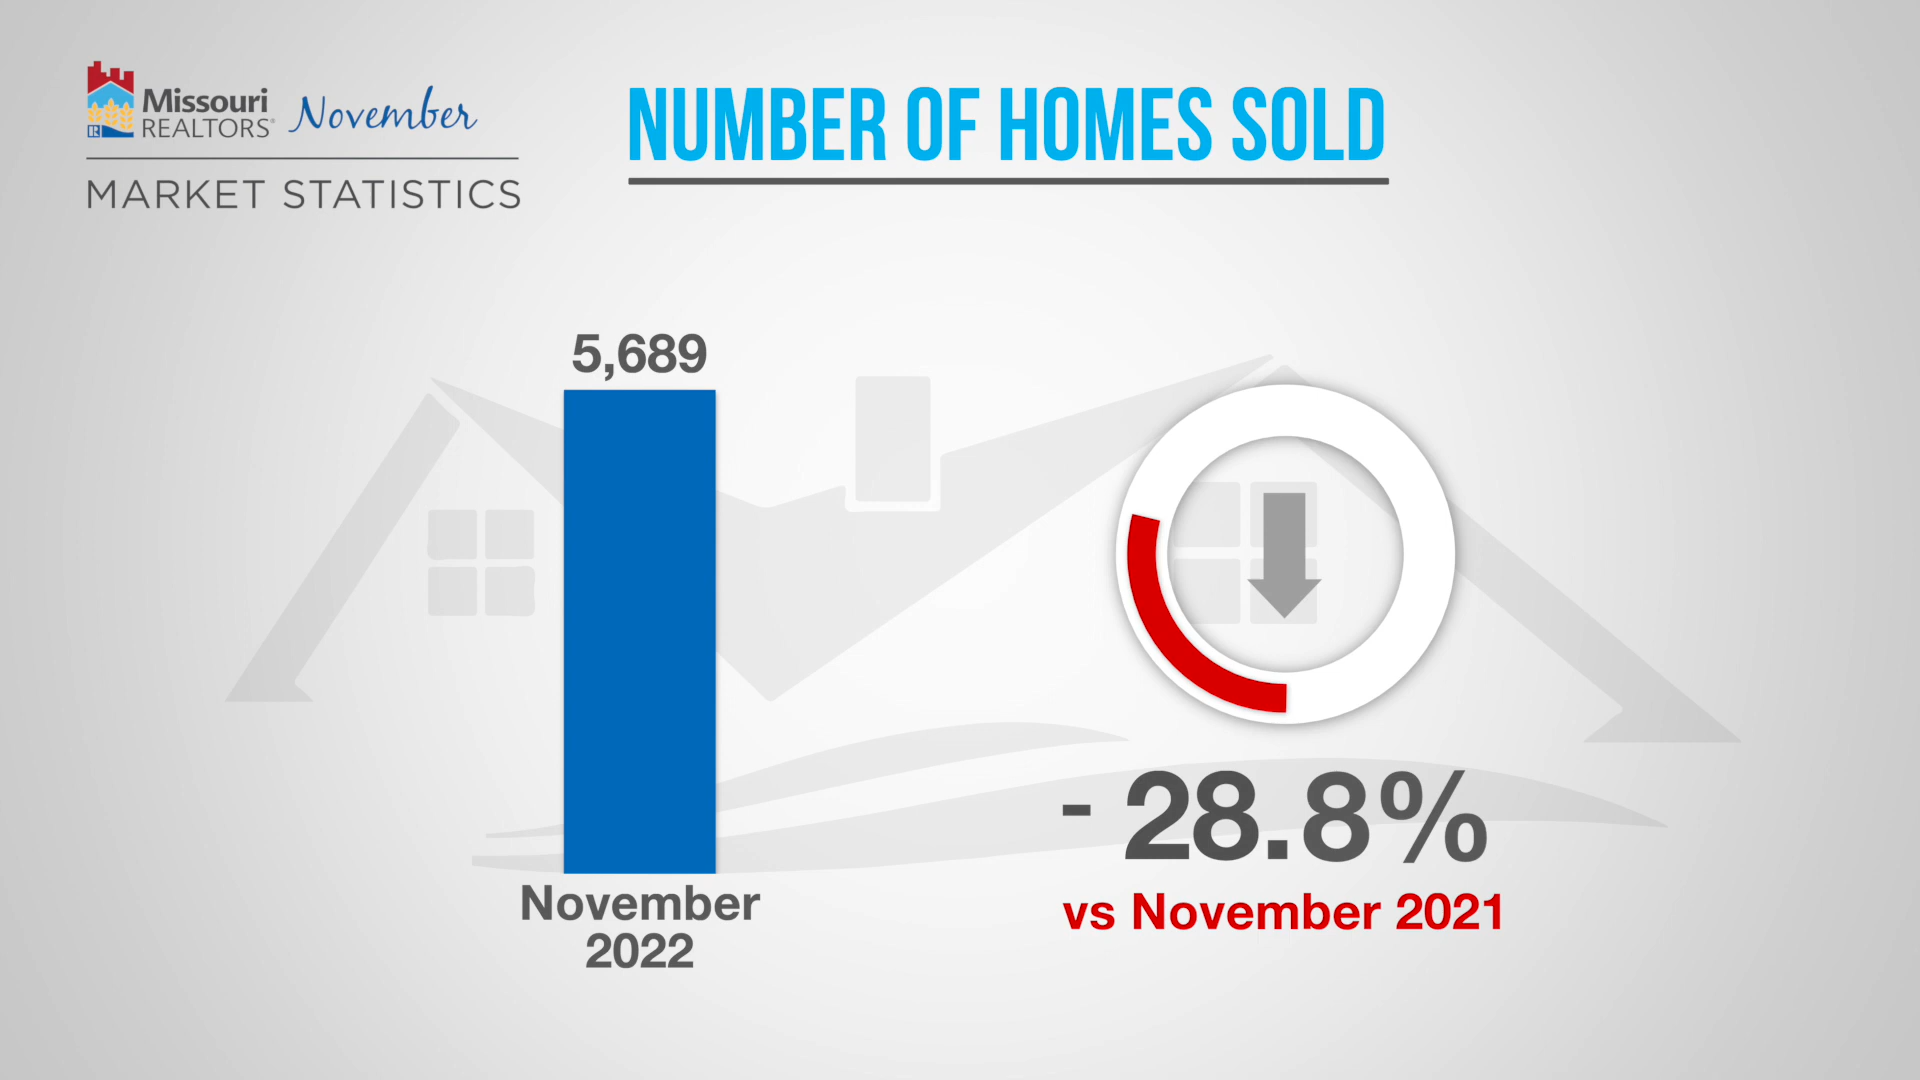 Missouri
REALTORS®
November
MARKET STATISTICS
NUMBER OF HOMES SOLD
5,689
November
2022
- 28.8%
vs November 2021